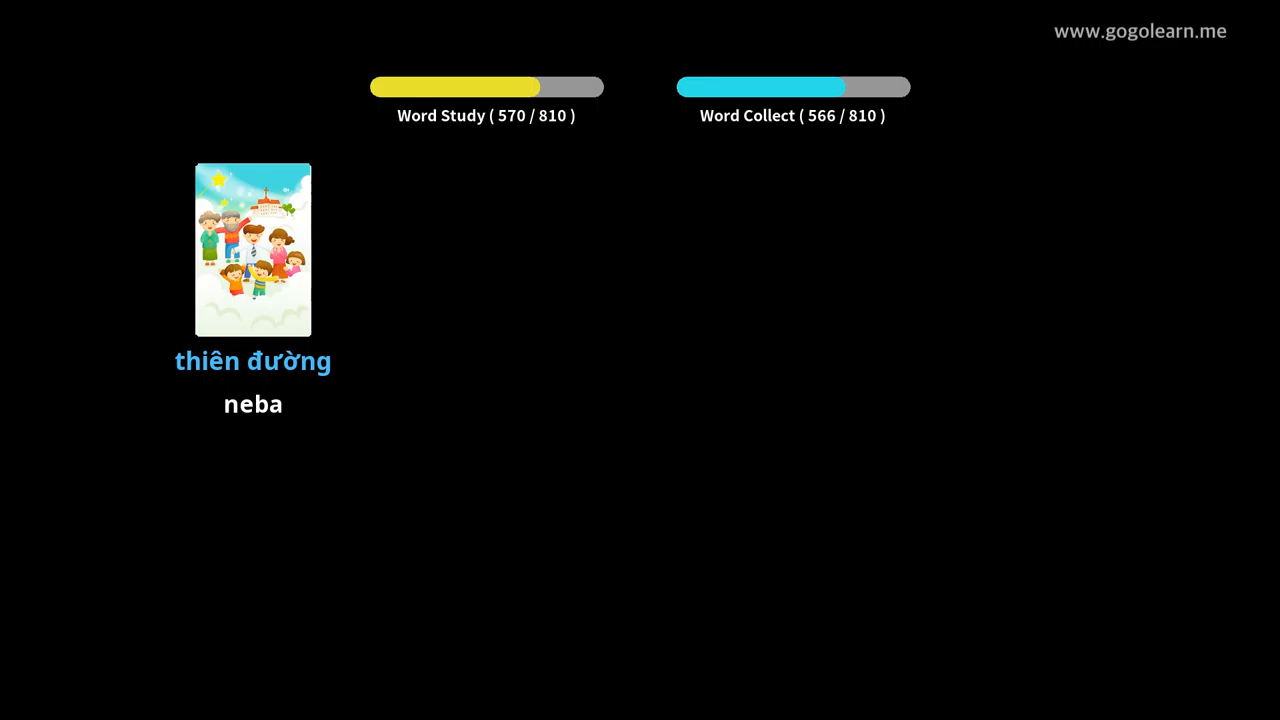 www.gogolearn.me
Word Study ( 570 / 810 )
Word Collect ( 566 / 810 )
thiên đường
neba